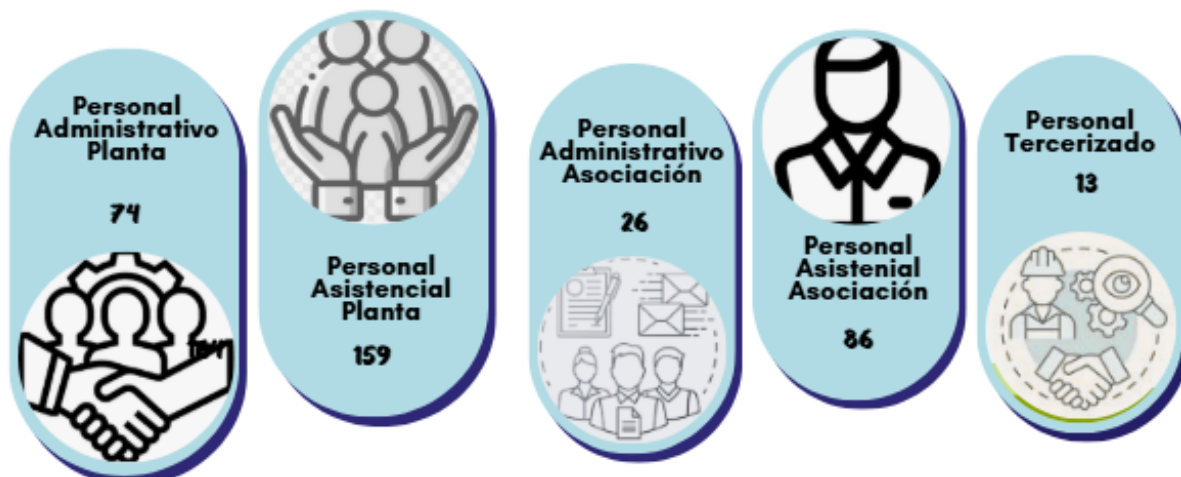 Personal
Administrativo
Planta
74
Personal
Asistencial
Planta
159
Personal
Administrativo
Asociación
26
Personal
Asistenial
Asociación
86
Personal
Tercerizado
13